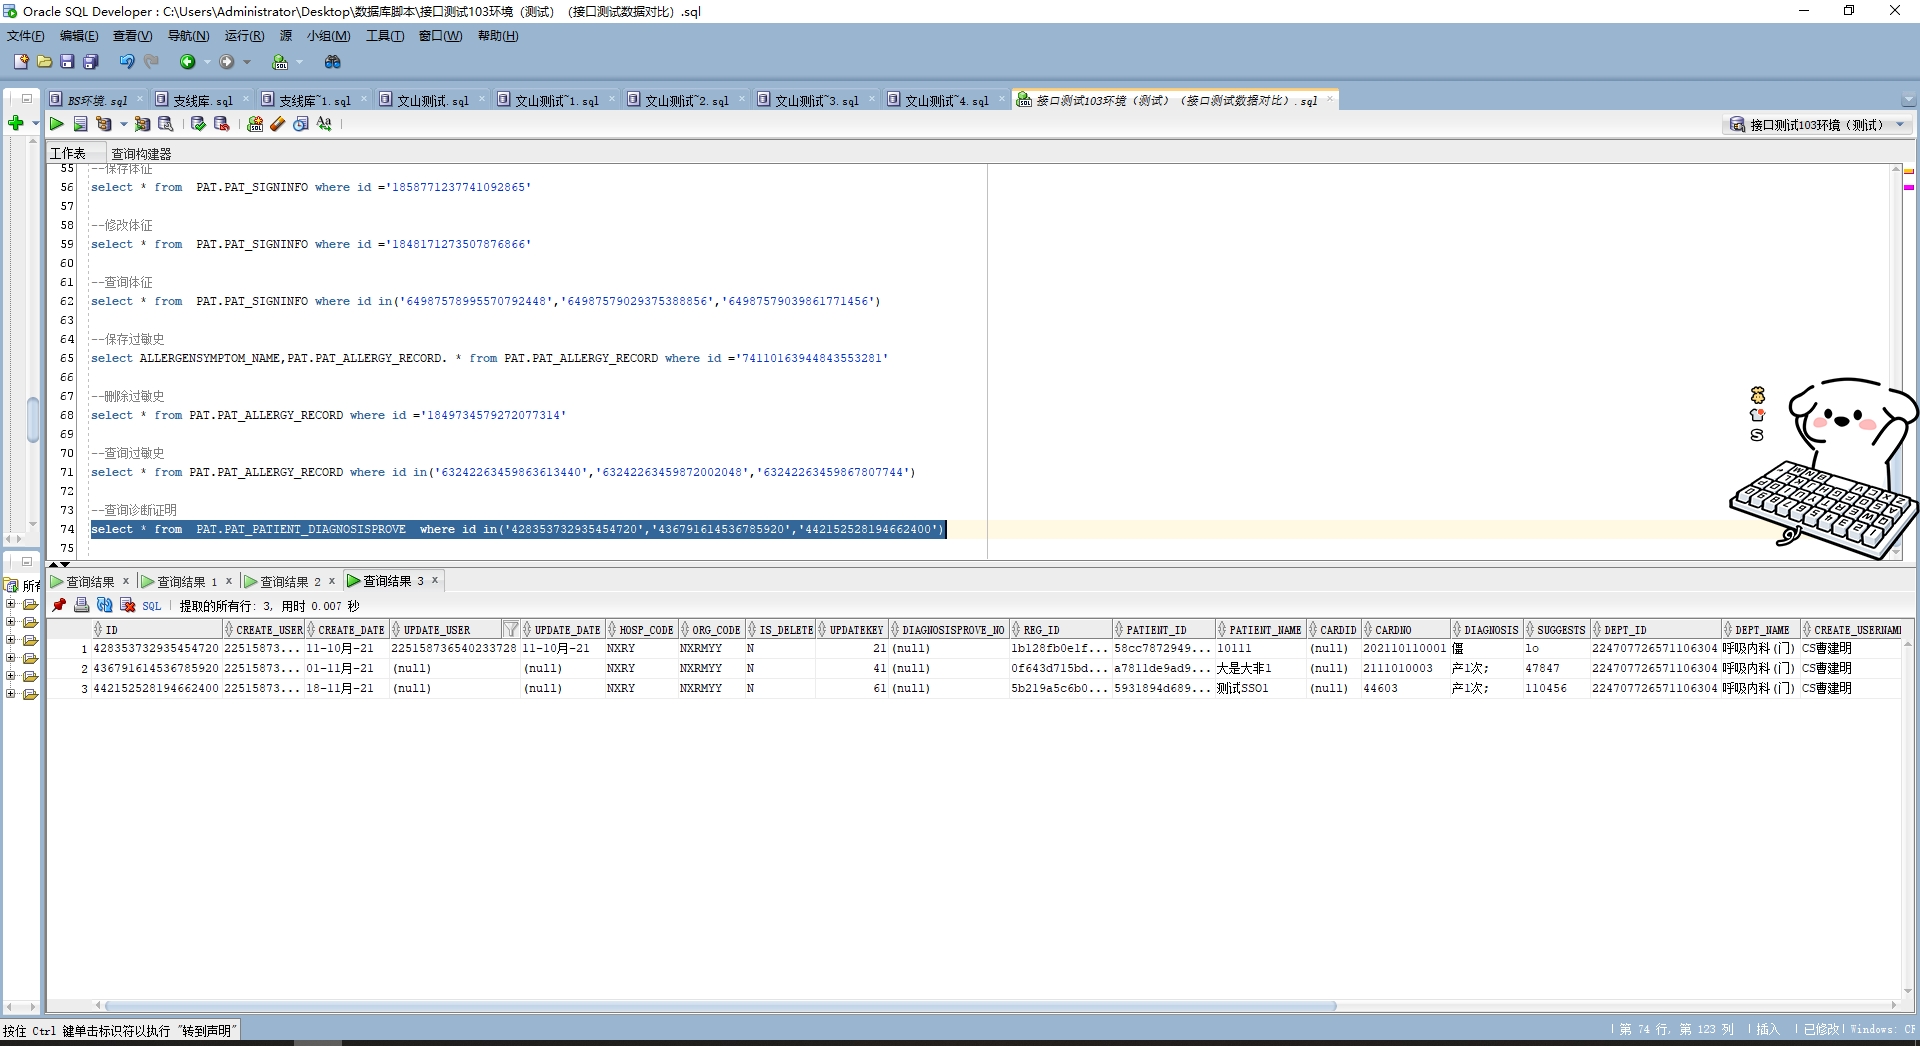 Oracle SQL Developer : C:\Users\Administrator\Desktop\数据库脚本\接口测试103环境（测试）（接口测试数据对比）.sql
文件(F) 编辑(E) 查看(V) 导航(N) 运行(R) 源 小组(M) 工具(T) 窗口(W) 帮助(H)
BS环境.sql 支线库.sql 支线库~1.sql 文山测试.sql 文山测试~1.sql 文山测试~2.sql 文山测试~3.sql 文山测试~4.sql 接口测试103环境（测试）（接口测试数据对比）.sql
接口测试103环境（测试）
工作表 查询构建器
55 --保存体征
56 select * from  PAT.PAT_SIGNINFO where id ='1858771237741092865'
57
58 --修改体征
59 select * from  PAT.PAT_SIGNINFO where id ='1848171273507876866'
60
61 --查询体征
62 select * from  PAT.PAT_SIGNINFO where id in('64987578995570792448','64987579029375388856','64987579039861771456')
63
64 --保存过敏史
65 select ALLERGENSYMPTOM_NAME,PAT.PAT_ALLERGY_RECORD. * from PAT.PAT_ALLERGY_RECORD where id ='74110163944843553281'
66
67 --删除过敏史
68 select * from PAT.PAT_ALLERGY_RECORD where id ='1849734579272077314'
69
70 --查询过敏史
71 select * from PAT.PAT_ALLERGY_RECORD where id in('63242263459863613440','63242263459872002048','63242263459867807744')
72
73 --查询诊断证明
74 select * from  PAT.PAT_PATIENT_DIAGNOSISPROVE  where id in('428353732935454720','436791614536785920','442152528194662400')
75
所有
查询结果 x 查询结果 1 x 查询结果 2 x 查询结果 3 x
SQL 提取的所有行: 3, 用时 0.007 秒
ID CREATE_USER CREATE_DATE UPDATE_USER UPDATE_DATE HOSP_CODE ORG_CODE IS_DELETE UPDATEKEY DIAGNOSISPROVE_NO REG_ID PATIENT_ID PATIENT_NAME CARDID CARDNO DIAGNOSIS SUGGESTS DEPT_ID DEPT_NAME CREATE_USERNAM
1 428353732935454720 22515873... 11-10月-21 225158736540233728 11-10月-21 NXRY NXRMYY N 21 (null) 1b128fb0e1f... 58cc7872949... 10111 (null) 202110110001 僵 lo 224707726571106304 呼吸内科(门) CS曹建明
2 436791614536785920 22515873... 01-11月-21 (null) (null) NXRY NXRMYY N 41 (null) 0f643d715bd... a7811de9ad9... 大是大非1 (null) 2111010003 产1次; 47847 224707726571106304 呼吸内科(门) CS曹建明
3 442152528194662400 22515873... 18-11月-21 (null) (null) NXRY NXRMYY N 61 (null) 5b219a5c6b0... 5931894d689... 测试SSO1 (null) 44603 产1次; 110456 224707726571106304 呼吸内科(门) CS曹建明
按住 Ctrl 键单击标识符以执行 "转到声明"
第 74 行, 第 123 列 插入 已修改 Windows: CF